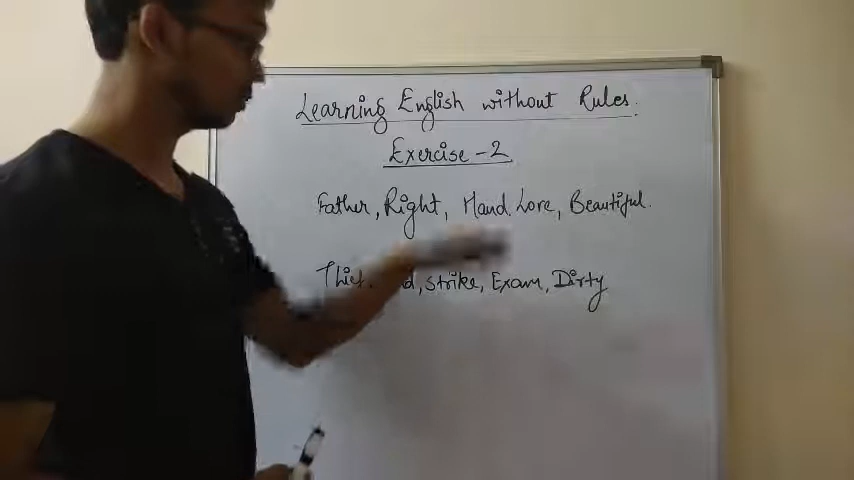 Learning English without Rules.
Exercise - 2
Father, Right, Hand, Love, Beautiful.
Thief, strike, Exam, Dirty